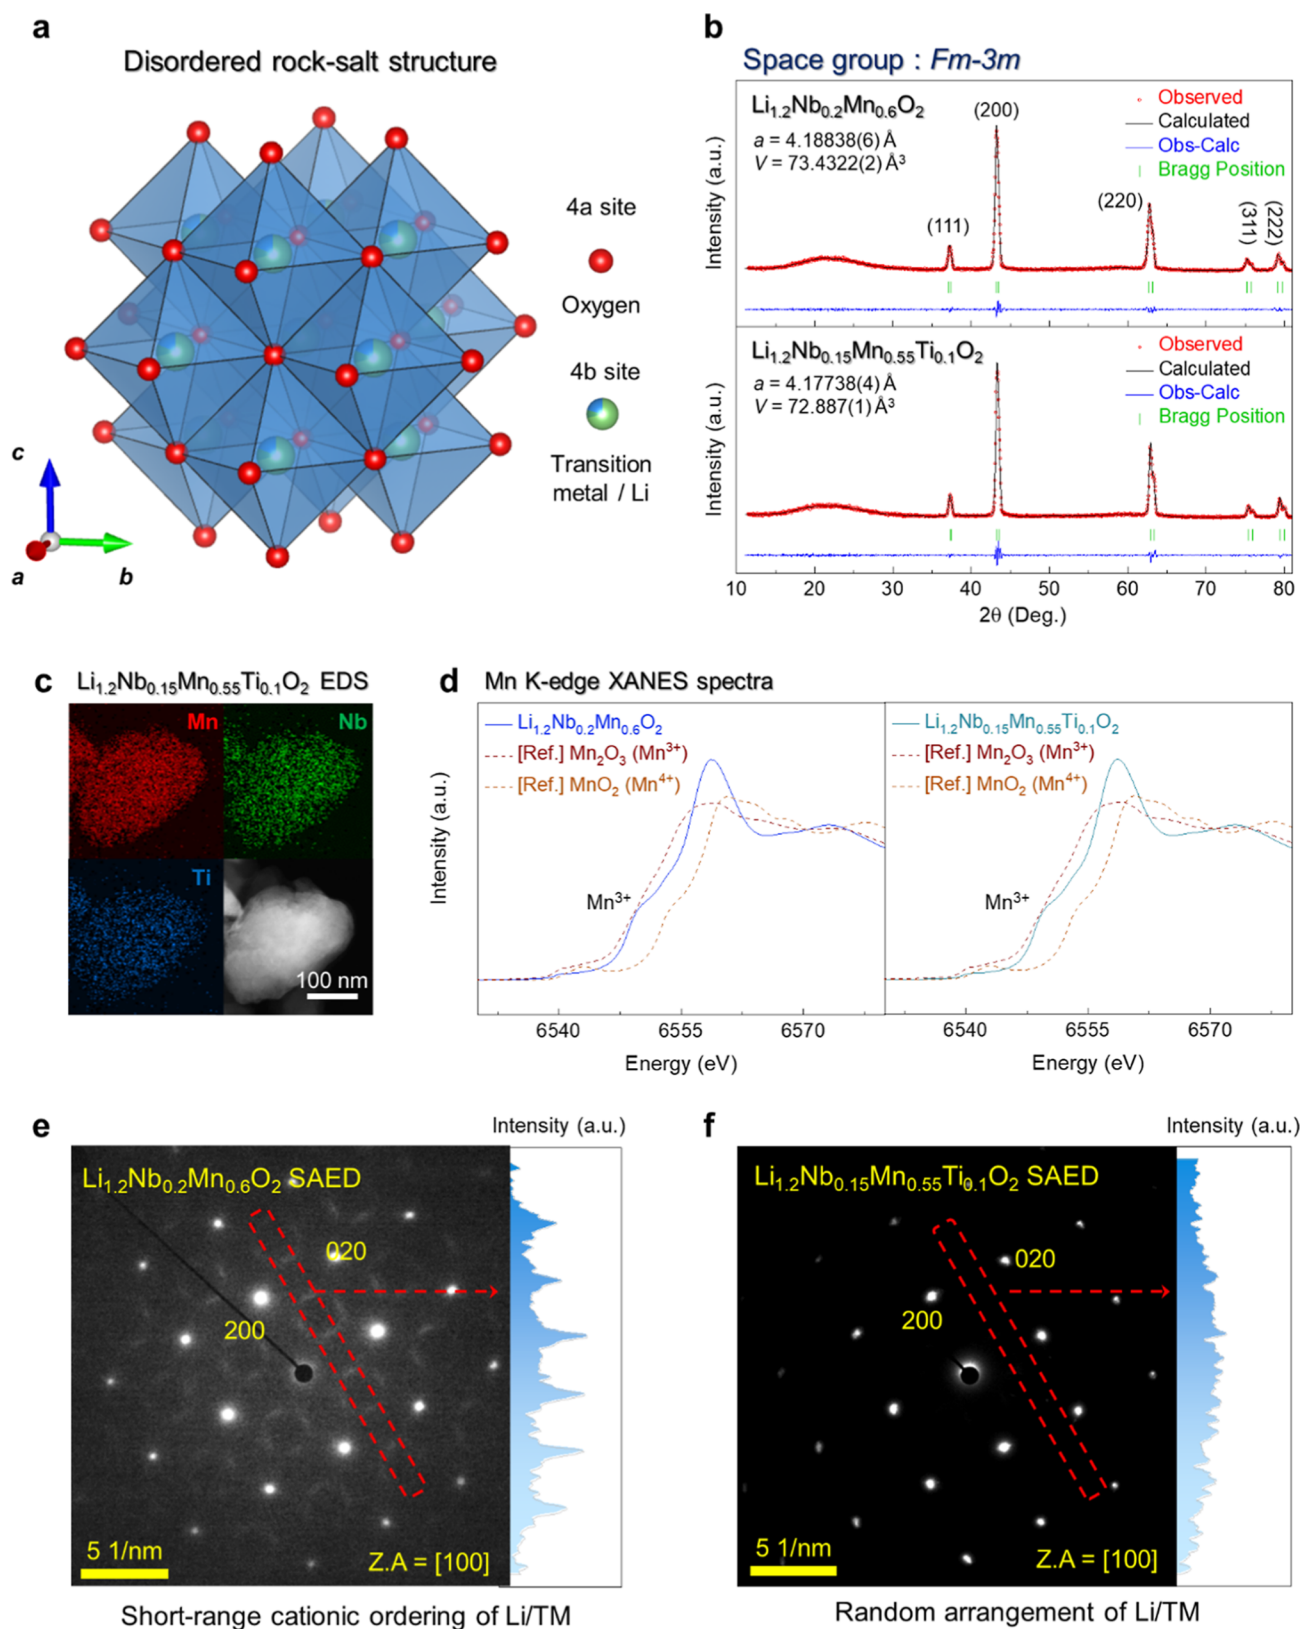 a
Disordered rock-salt structure
4a site
Oxygen
4b site
Transition
metal / Li
c
a
b
b
Space group : Fm-3m
Li1.2Nb0.2Mn0.6O2
a = 4.18838(6) Å
V = 73.4322(2) Å3
(111)
(200)
(220)
(311)
(222)
Observed
Calculated
Obs-Calc
Bragg Position
Intensity (a.u.)
Li1.2Nb0.15Mn0.55Ti0.1O2
a = 4.17738(4) Å
V = 72.887(1) Å3
Observed
Calculated
Obs-Calc
Bragg Position
Intensity (a.u.)
10 20 30 40 50 60 70 80
2θ (Deg.)
c
Li1.2Nb0.15Mn0.55Ti0.1O2 EDS
Mn
Nb
Ti
100 nm
d
Mn K-edge XANES spectra
Li1.2Nb0.2Mn0.6O2
[Ref.] Mn2O3 (Mn3+)
[Ref.] MnO2 (Mn4+)
Mn3+
Intensity (a.u.)
6540 6555 6570
Energy (eV)
Li1.2Nb0.15Mn0.55Ti0.1O2
[Ref.] Mn2O3 (Mn3+)
[Ref.] MnO2 (Mn4+)
Mn3+
6540 6555 6570
Energy (eV)
e
Intensity (a.u.)
Li1.2Nb0.2Mn0.6O2 SAED
020
200
5 1/nm
Z.A = [100]
Short-range cationic ordering of Li/TM
f
Intensity (a.u.)
Li1.2Nb0.15Mn0.55Ti0.1O2 SAED
020
200
5 1/nm
Z.A = [100]
Random arrangement of Li/TM